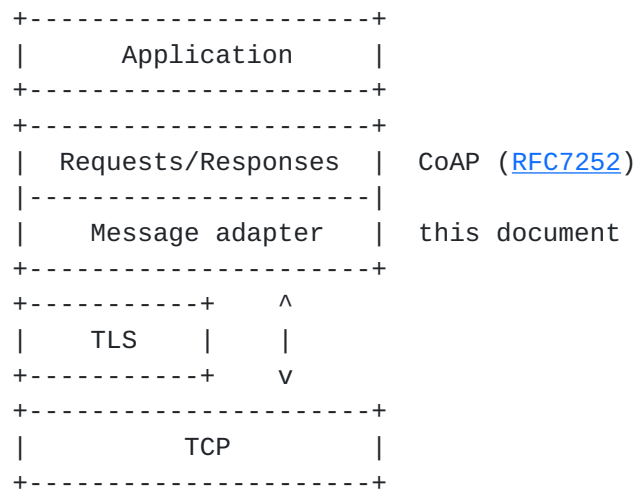 +----------------------+
|      Application     |
+----------------------+
+----------------------+
|  Requests/Responses  |  CoAP (RFC7252)
|----------------------|
|    Message adapter   |  this document
+----------------------+
+-----------+    ^
|    TLS    |    |
+-----------+    v
+----------------------+
|          TCP         |
+----------------------+